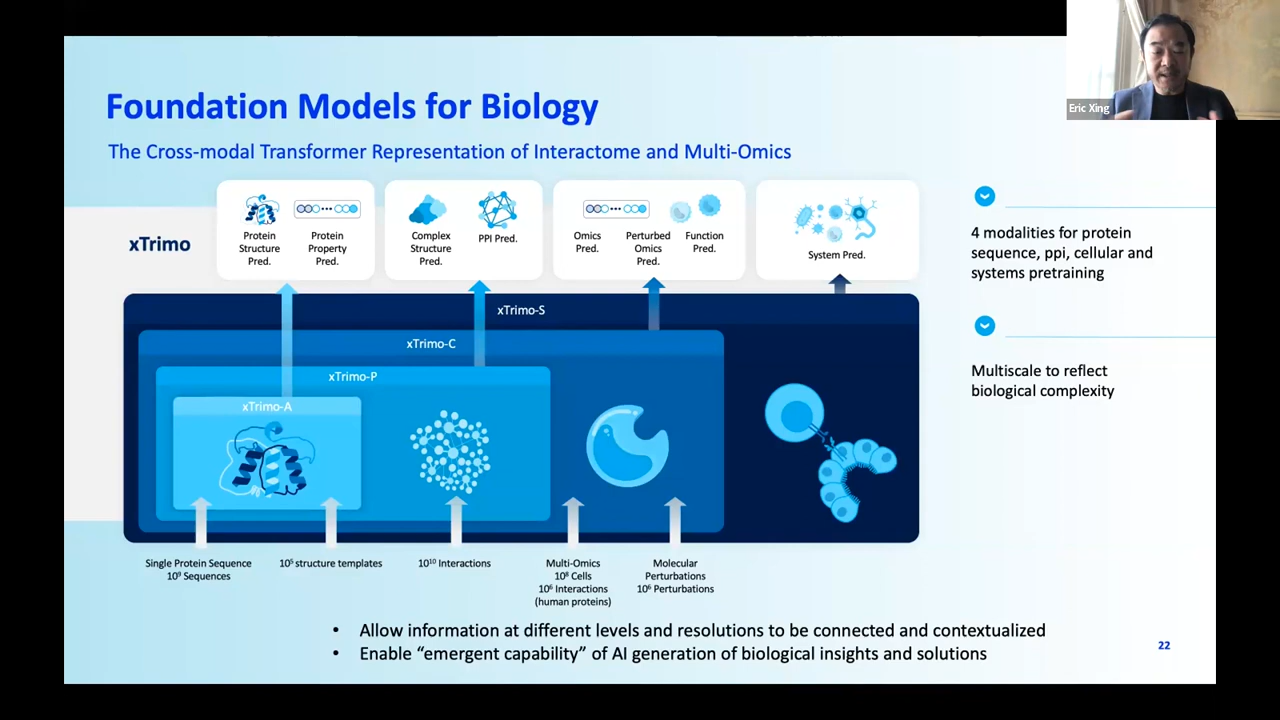 Eric Xing
Foundation Models for Biology
The Cross-modal Transformer Representation of Interactome and Multi-Omics
xTrimo
Protein
Structure
Pred.
Protein
Property
Pred.
Complex
Structure
Pred.
PPI Pred.
Omics
Pred.
Perturbed
Omics
Pred.
Function
Pred.
System Pred.
4 modalities for protein
sequence, ppi, cellular and
systems pretraining
Multiscale to reflect
biological complexity
xTrimo-S
xTrimo-C
xTrimo-P
xTrimo-A
Single Protein Sequence
10⁹ Sequences
10⁵ structure templates
10¹⁰ Interactions
Multi-Omics
10⁸ Cells
10⁶ Interactions
(human proteins)
Molecular
Perturbations
10⁶ Perturbations
• Allow information at different levels and resolutions to be connected and contextualized
• Enable “emergent capability” of AI generation of biological insights and solutions
22